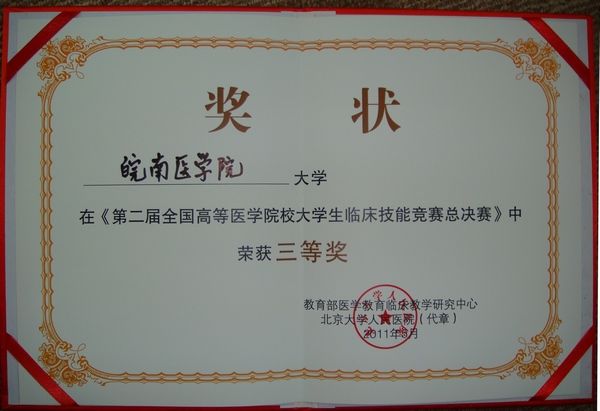 奖状
皖南医学院 大学
在《第二届全国高等医学院校大学生临床技能竞赛总决赛》中
荣获 三等奖
教育部医学教育临床教学研究中心
北京大学人民医院（代章）
2011年5月